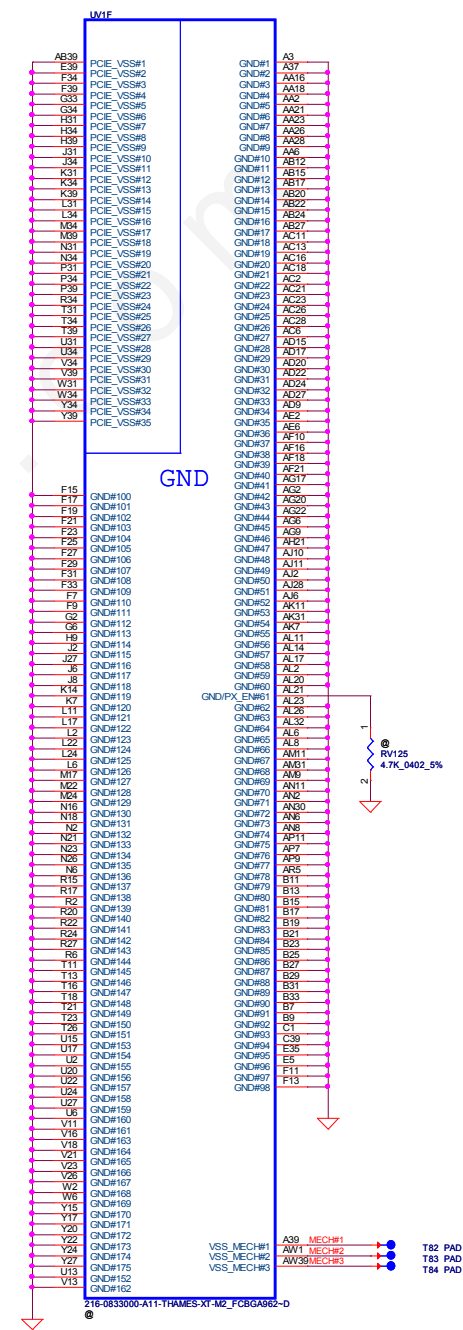 UV1F
AB39 PCIE_VSS#1
E39 PCIE_VSS#2
F34 PCIE_VSS#3
F39 PCIE_VSS#4
G33 PCIE_VSS#5
G34 PCIE_VSS#6
H31 PCIE_VSS#7
H34 PCIE_VSS#8
H39 PCIE_VSS#9
J31 PCIE_VSS#10
J34 PCIE_VSS#11
K31 PCIE_VSS#12
K34 PCIE_VSS#13
K39 PCIE_VSS#14
L31 PCIE_VSS#15
L34 PCIE_VSS#16
M34 PCIE_VSS#17
M39 PCIE_VSS#18
N31 PCIE_VSS#19
N34 PCIE_VSS#20
P31 PCIE_VSS#21
P34 PCIE_VSS#22
P39 PCIE_VSS#23
R34 PCIE_VSS#24
T31 PCIE_VSS#25
T34 PCIE_VSS#26
T39 PCIE_VSS#27
U31 PCIE_VSS#28
U34 PCIE_VSS#29
V34 PCIE_VSS#30
V39 PCIE_VSS#31
W31 PCIE_VSS#32
W34 PCIE_VSS#33
Y34 PCIE_VSS#34
Y39 PCIE_VSS#35
GND
F15 GND#100
F17 GND#101
F19 GND#102
F21 GND#103
F23 GND#104
F25 GND#105
F27 GND#106
F29 GND#107
F31 GND#108
F33 GND#109
F7 GND#110
F9 GND#111
G2 GND#112
G6 GND#113
H9 GND#114
J2 GND#115
J27 GND#116
J6 GND#117
J8 GND#118
K14 GND#119
K7 GND#120
L11 GND#121
L17 GND#122
L2 GND#123
L22 GND#124
L24 GND#125
L6 GND#126
M17 GND#127
M22 GND#128
M24 GND#129
N16 GND#130
N18 GND#131
N2 GND#132
N21 GND#133
N23 GND#134
N26 GND#135
N6 GND#136
R15 GND#137
R17 GND#138
R2 GND#139
R20 GND#140
R22 GND#141
R24 GND#142
R27 GND#143
R6 GND#144
T11 GND#145
T13 GND#146
T16 GND#147
T18 GND#148
T21 GND#149
T23 GND#150
T26 GND#151
U15 GND#153
U17 GND#154
U2 GND#155
U20 GND#156
U22 GND#157
U24 GND#158
U27 GND#159
U6 GND#160
V11 GND#161
V16 GND#163
V18 GND#164
V21 GND#165
V23 GND#166
V26 GND#167
W2 GND#168
W6 GND#169
Y15 GND#170
Y17 GND#171
Y20 GND#172
Y22 GND#173
Y24 GND#174
Y27 GND#175
U13 GND#152
V13 GND#162
GND#1 A3
GND#2 A37
GND#3 AA16
GND#4 AA18
GND#5 AA2
GND#6 AA21
GND#7 AA23
GND#8 AA26
GND#9 AA28
GND#10 AA6
GND#11 AB12
GND#12 AB15
GND#13 AB17
GND#14 AB20
GND#15 AB22
GND#16 AB24
GND#17 AB27
GND#18 AC11
GND#19 AC13
GND#20 AC16
GND#21 AC18
GND#22 AC2
GND#23 AC21
GND#24 AC23
GND#25 AC26
GND#26 AC28
GND#27 AC6
GND#28 AD15
GND#29 AD17
GND#30 AD20
GND#31 AD22
GND#32 AD24
GND#33 AD27
GND#34 AD9
GND#35 AE2
GND#36 AE6
GND#37 AF10
GND#38 AF16
GND#39 AF18
GND#40 AF21
GND#41 AG17
GND#42 AG2
GND#43 AG20
GND#44 AG22
GND#45 AG6
GND#46 AG9
GND#47 AH21
GND#48 AJ10
GND#49 AJ11
GND#50 AJ2
GND#51 AJ28
GND#52 AJ6
GND#53 AK11
GND#54 AK31
GND#55 AK7
GND#56 AL11
GND#57 AL14
GND#58 AL17
GND#59 AL2
GND#60 AL20
GND/PX_EN#61 AL21
GND#62 AL23
GND#63 AL26
GND#64 AL32
GND#65 AL6
GND#66 AL8
GND#67 AM11
GND#68 AM31
GND#69 AM9
GND#70 AN11
GND#71 AN2
GND#72 AN30
GND#73 AN6
GND#74 AN8
GND#75 AP11
GND#76 AP7
GND#77 AP9
GND#78 AR5
GND#79 B11
GND#80 B13
GND#81 B15
GND#82 B17
GND#83 B19
GND#84 B21
GND#85 B23
GND#86 B25
GND#87 B27
GND#88 B29
GND#89 B31
GND#90 B33
GND#91 B7
GND#92 B9
GND#93 C1
GND#94 C39
GND#95 E35
GND#96 E5
GND#97 F11
GND#98 F13
1
@
RV125
4.7K_0402_5%
2
VSS_MECH#1 A39 MECH#1 T82 PAD
VSS_MECH#2 AW1 MECH#2 T83 PAD
VSS_MECH#3 AW39 MECH#3 T84 PAD
216-0833000-A11-THAMES-XT-M2_FCBGA962~D
@